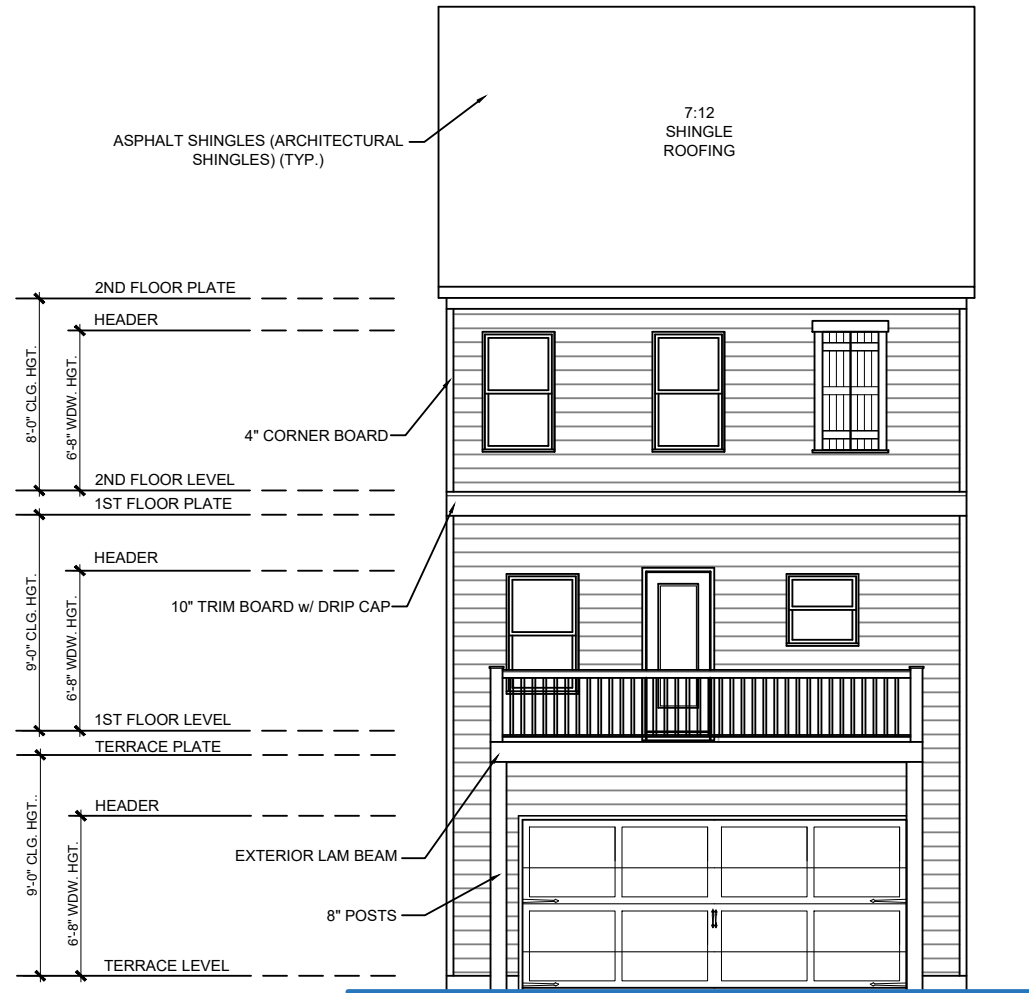 7:12
SHINGLE
ROOFING
ASPHALT SHINGLES (ARCHITECTURAL
SHINGLES) (TYP.)
2ND FLOOR PLATE
HEADER
8'-0" CLG. HGT.
6'-8" WDW. HGT.
4" CORNER BOARD
2ND FLOOR LEVEL
1ST FLOOR PLATE
HEADER
9'-0" CLG. HGT.
6'-8" WDW. HGT.
10" TRIM BOARD w/ DRIP CAP
1ST FLOOR LEVEL
TERRACE PLATE
HEADER
9'-0" CLG. HGT..
6'-8" WDW. HGT.
EXTERIOR LAM BEAM
8" POSTS
TERRACE LEVEL